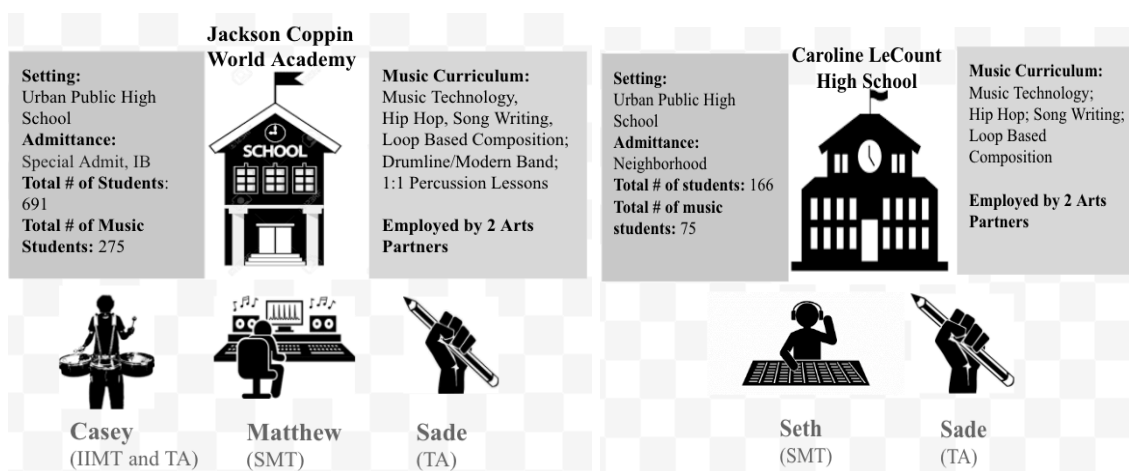 Jackson Coppin
World Academy
Setting:
Urban Public High
School
Admittance:
Special Admit, IB
Total # of Students:
691
Total # of Music
Students: 275
SCHOOL
Music Curriculum:
Music Technology,
Hip Hop, Song Writing,
Loop Based Composition;
Drumline/Modern Band;
1:1 Percussion Lessons
Employed by 2 Arts
Partners
Casey
(IIMT and TA)
Matthew
(SMT)
Sade
(TA)
Caroline LeCount
High School
Setting:
Urban Public High
School
Admittance:
Neighborhood
Total # of students: 166
Total # of music
students: 75
Music Curriculum:
Music Technology;
Hip Hop; Song Writing;
Loop Based
Composition
Employed by 2 Arts
Partners
Seth
(SMT)
Sade
(TA)